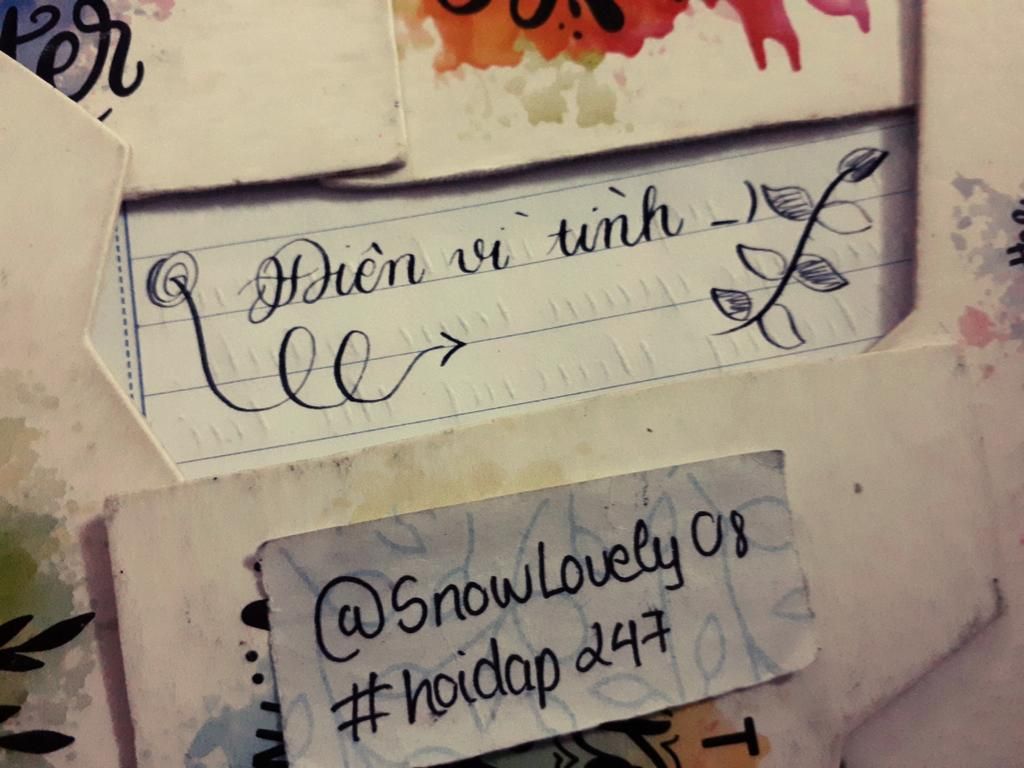 Điên vì tình -)
@SnowLovely 08
#hoidap 247
T